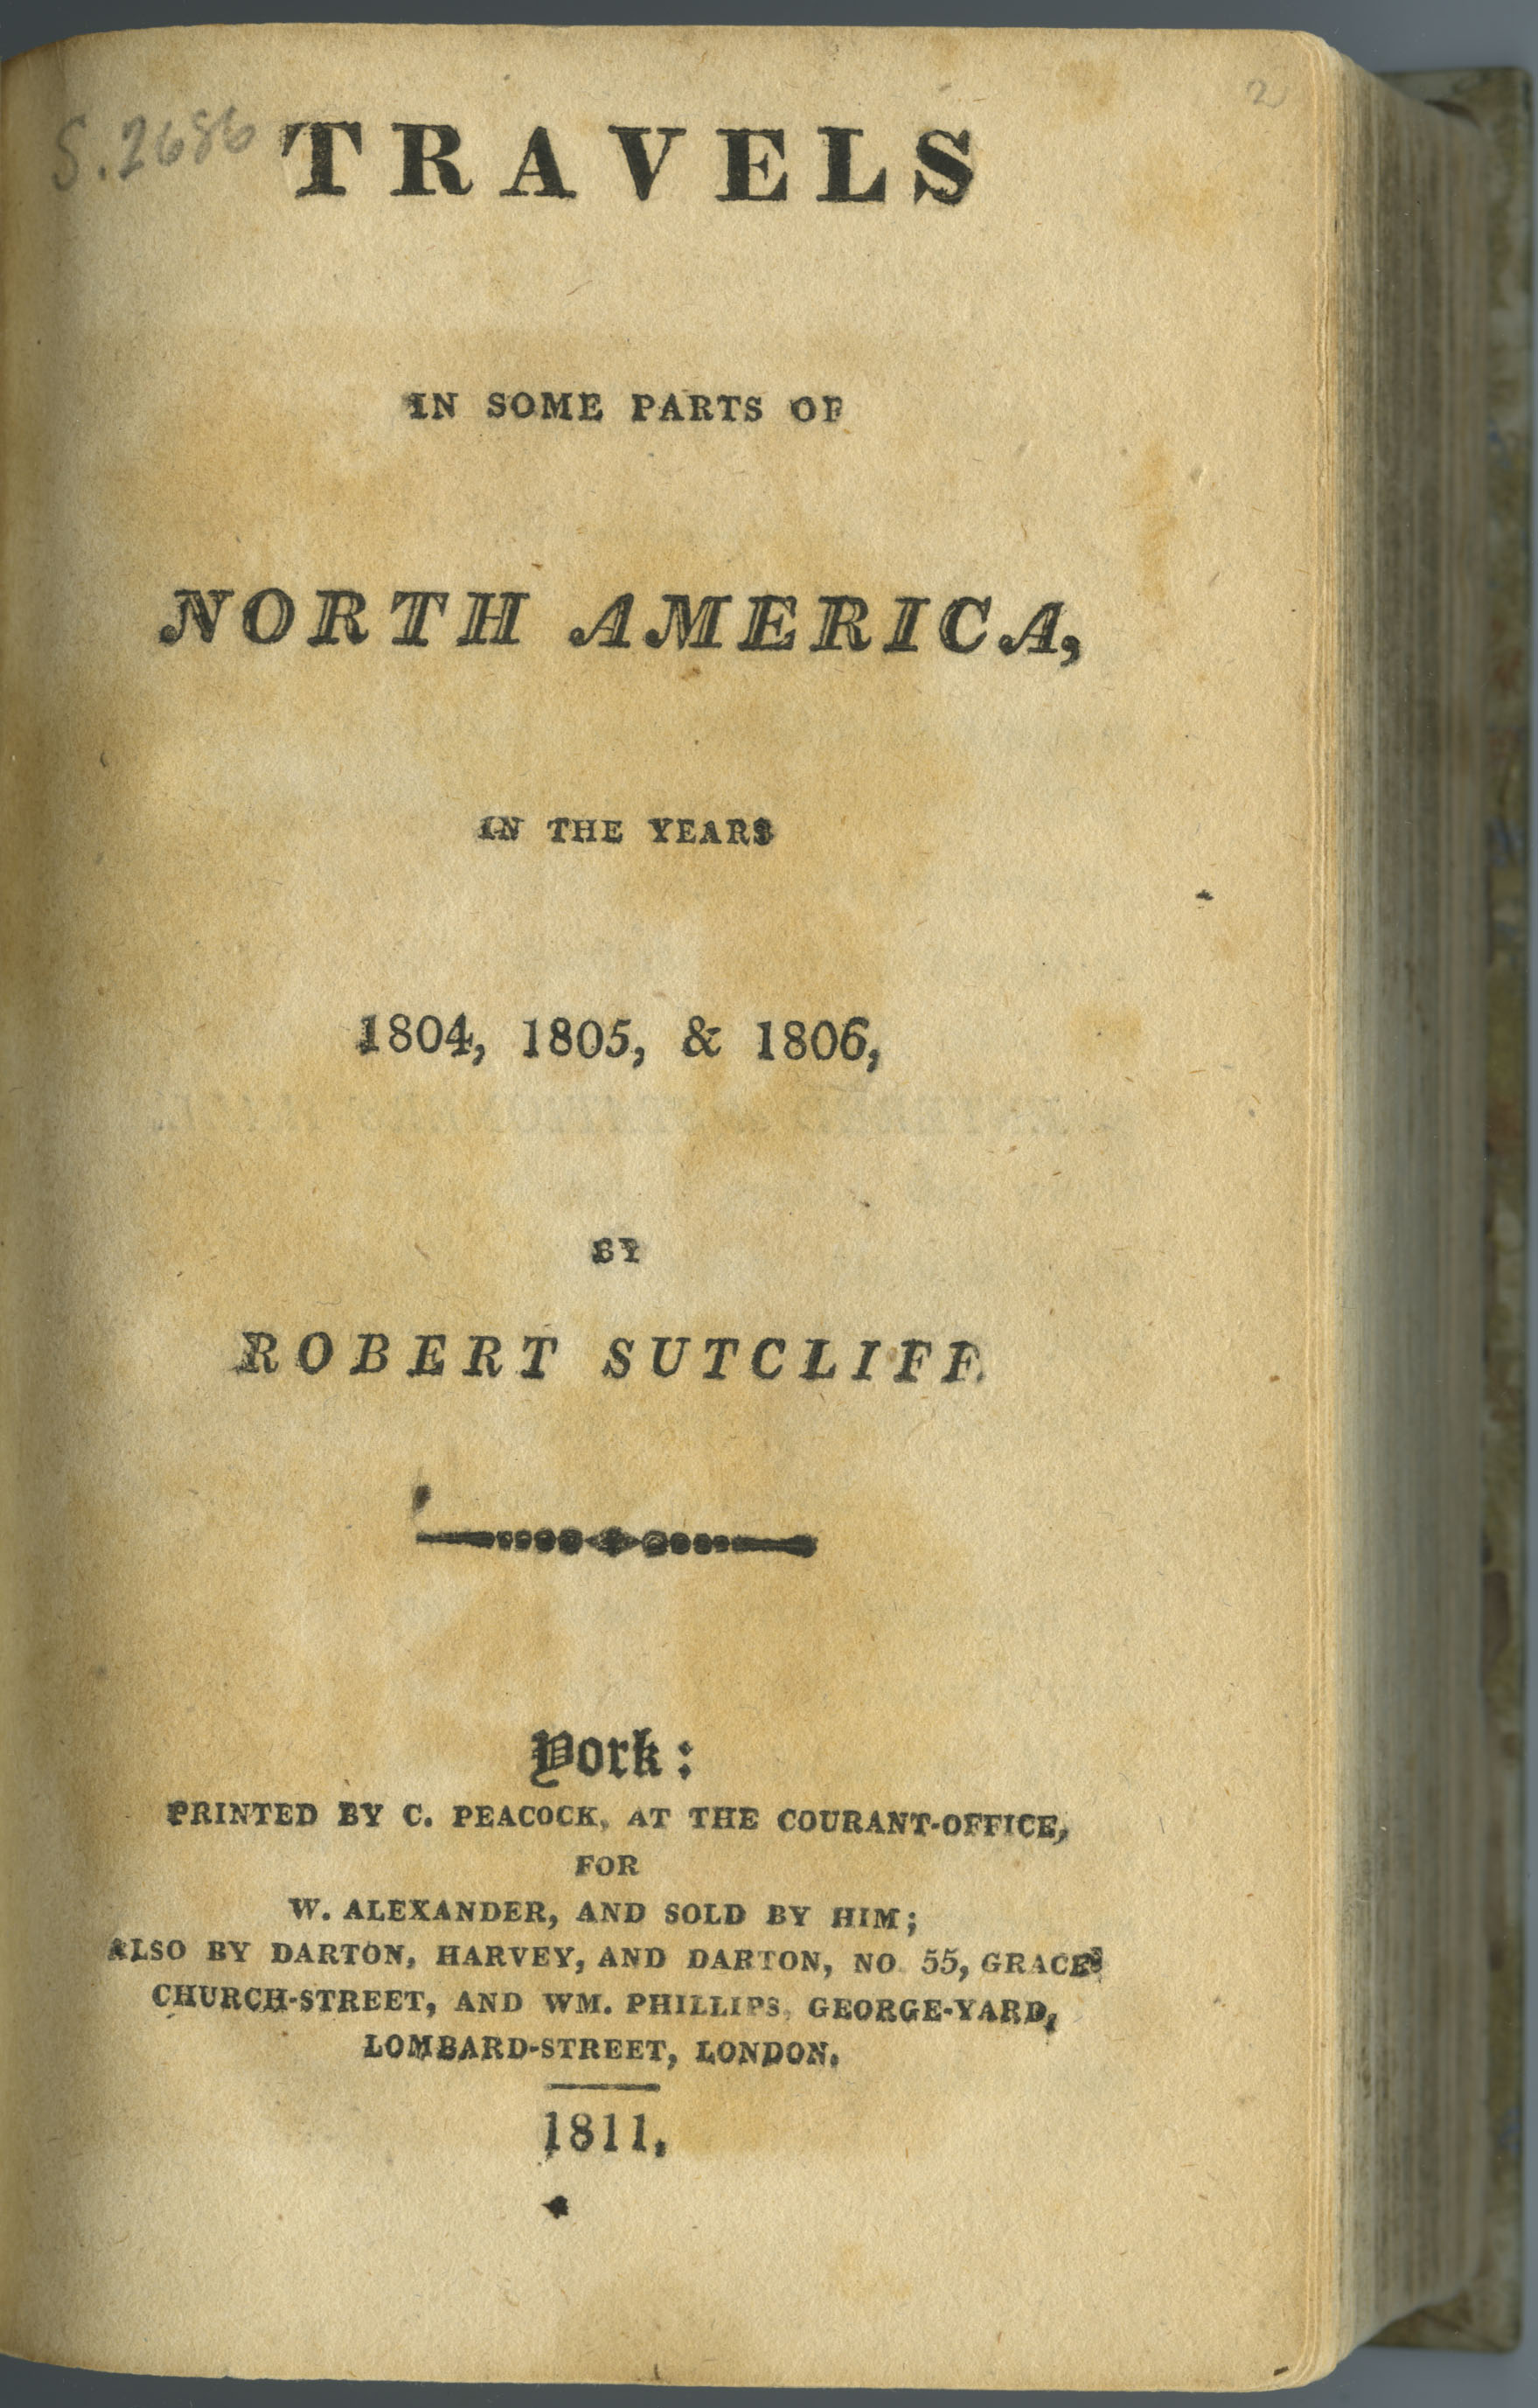 S.2686
2
TRAVELS
IN SOME PARTS OF
NORTH AMERICA,
IN THE YEARS
1804, 1805, & 1806,
BY
ROBERT SUTCLIFF.
York:
PRINTED BY C. PEACOCK, AT THE COURANT-OFFICE,
FOR
W. ALEXANDER, AND SOLD BY HIM;
ALSO BY DARTON, HARVEY, AND DARTON, NO. 55, GRACE-
CHURCH-STREET, AND WM. PHILLIPS, GEORGE-YARD,
LOMBARD-STREET, LONDON.
1811.